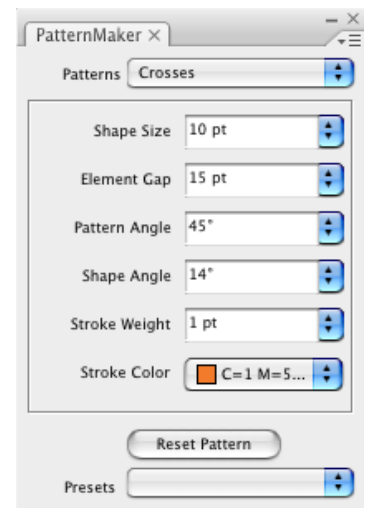 PatternMaker ×
Patterns Crosses
Shape Size 10 pt
Element Gap 15 pt
Pattern Angle 45°
Shape Angle 14°
Stroke Weight 1 pt
Stroke Color C=1 M=5...
Reset Pattern
Presets